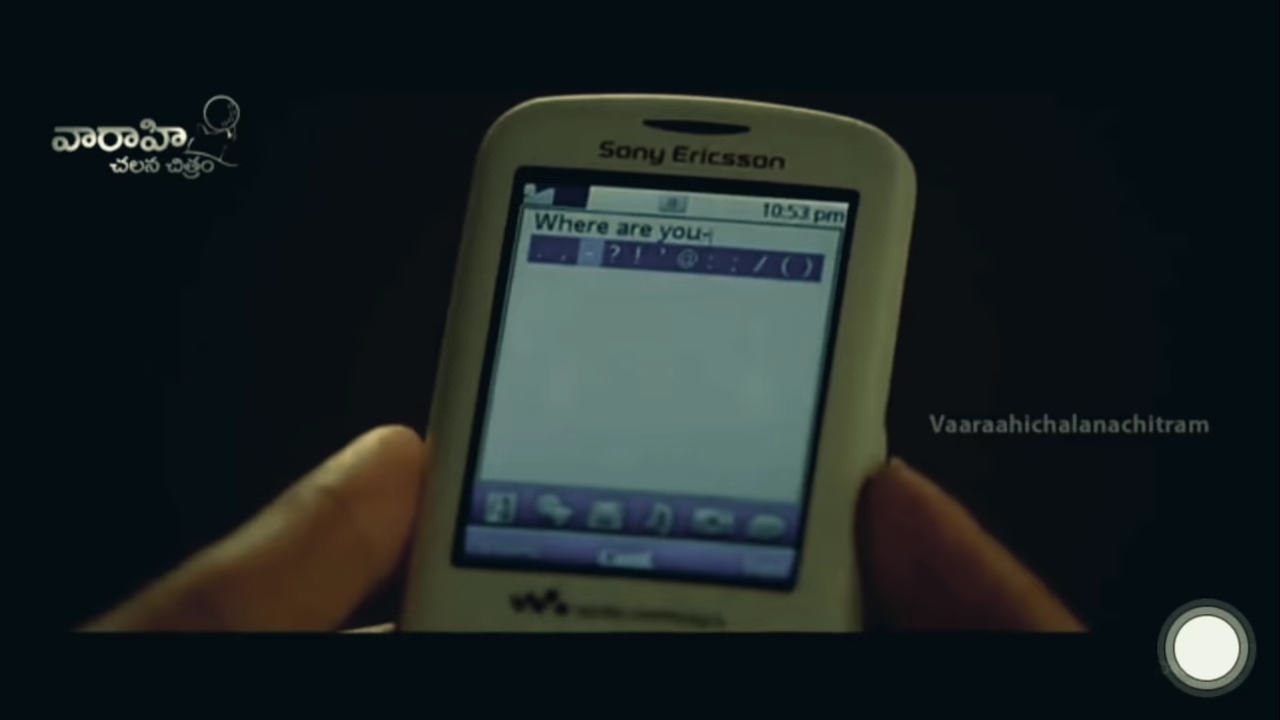 వారాహి
చలన చిత్రం
Sony Ericsson
10:53 pm
Where are you-
. , - ? ! ' @ : ; / ( )
Vaaraahichalanachitram